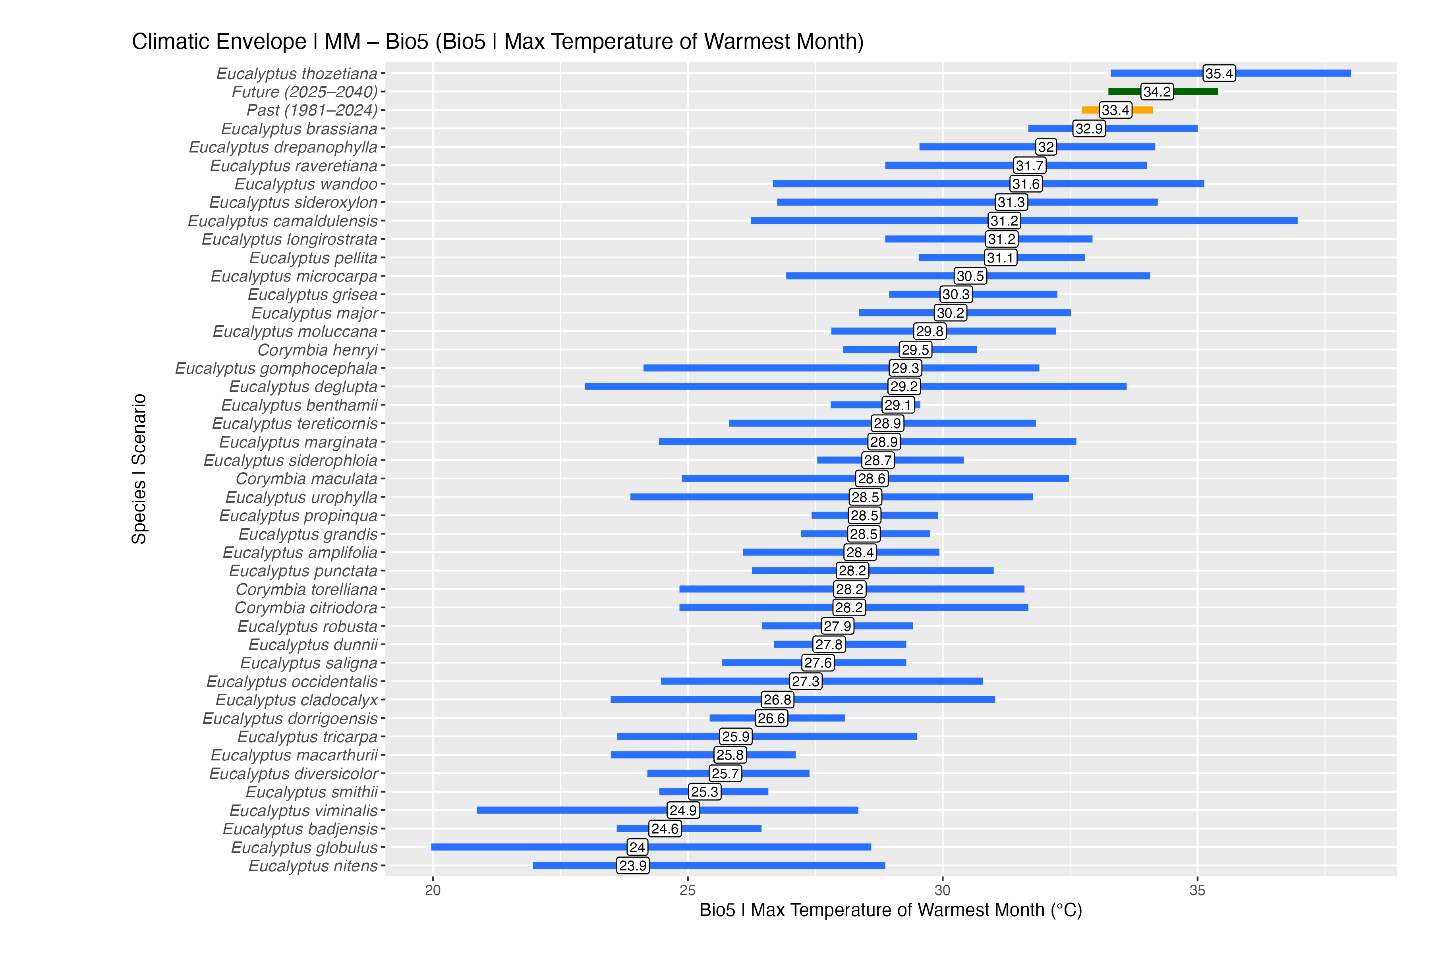 Climatic Envelope | MM – Bio5 (Bio5 | Max Temperature of Warmest Month)
Species | Scenario
Eucalyptus thozetiana 35.4
Future (2025–2040) 34.2
Past (1981–2024) 33.4
Eucalyptus brassiana 32.9
Eucalyptus drepanophylla 32
Eucalyptus raveretiana 31.7
Eucalyptus wandoo 31.6
Eucalyptus sideroxylon 31.3
Eucalyptus camaldulensis 31.2
Eucalyptus longirostrata 31.2
Eucalyptus pellita 31.1
Eucalyptus microcarpa 30.5
Eucalyptus grisea 30.3
Eucalyptus major 30.2
Eucalyptus moluccana 29.8
Corymbia henryi 29.5
Eucalyptus gomphocephala 29.3
Eucalyptus deglupta 29.2
Eucalyptus benthamii 29.1
Eucalyptus tereticornis 28.9
Eucalyptus marginata 28.9
Eucalyptus siderophloia 28.7
Corymbia maculata 28.6
Eucalyptus urophylla 28.5
Eucalyptus propinqua 28.5
Eucalyptus grandis 28.5
Eucalyptus amplifolia 28.4
Eucalyptus punctata 28.2
Corymbia torelliana 28.2
Corymbia citriodora 28.2
Eucalyptus robusta 27.9
Eucalyptus dunnii 27.8
Eucalyptus saligna 27.6
Eucalyptus occidentalis 27.3
Eucalyptus cladocalyx 26.8
Eucalyptus dorrigoensis 26.6
Eucalyptus tricarpa 25.9
Eucalyptus macarthurii 25.8
Eucalyptus diversicolor 25.7
Eucalyptus smithii 25.3
Eucalyptus viminalis 24.9
Eucalyptus badjensis 24.6
Eucalyptus globulus 24
Eucalyptus nitens 23.9
20 25 30 35
Bio5 | Max Temperature of Warmest Month (°C)